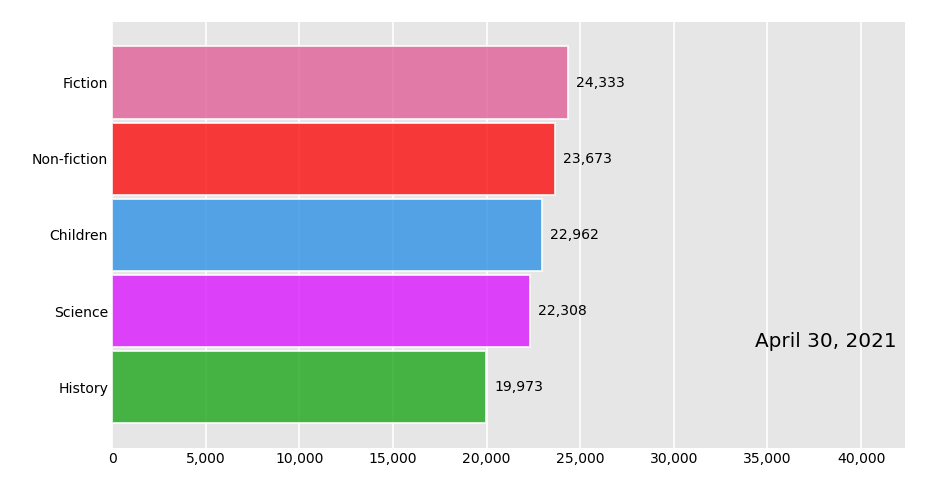 Fiction 24,333
Non-fiction 23,673
Children 22,962
Science 22,308
April 30, 2021
History 19,973
0 5,000 10,000 15,000 20,000 25,000 30,000 35,000 40,000